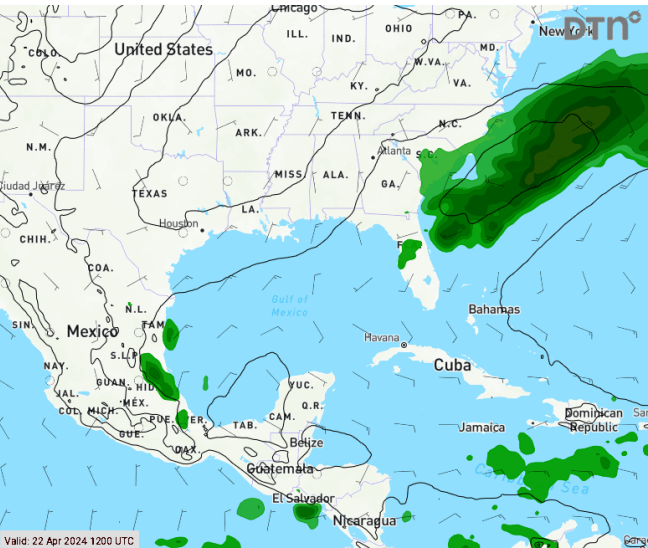 Chicago
PA.
DTN
New York
OHIO
ILL.
IND.
United States
COLO.
MD.
W.VA.
MO.
KY.
VA.
OKLA.
TENN.
N.C.
ARK.
N.M.
Atlanta
S.C.
MISS.
ALA.
GA.
Ciudad Juárez
TEXAS
LA.
Houston
CHIH.
COA.
Gulf of
Mexico
N.L.
Bahamas
SIN.
Mexico
TAM.
Havana
S.L.P.
NAY.
Cuba
GUAN.
HID.
YUC.
JAL.
MÉX.
Q.R.
COL.
MICH.
PUE.
VER.
CAM.
Dominican
Republic
TAB.
Jamaica
GUE.
OAX.
Belize
Guatemala
Caribbean Sea
El Salvador
Nicaragua
Valid: 22 Apr 2024 1200 UTC